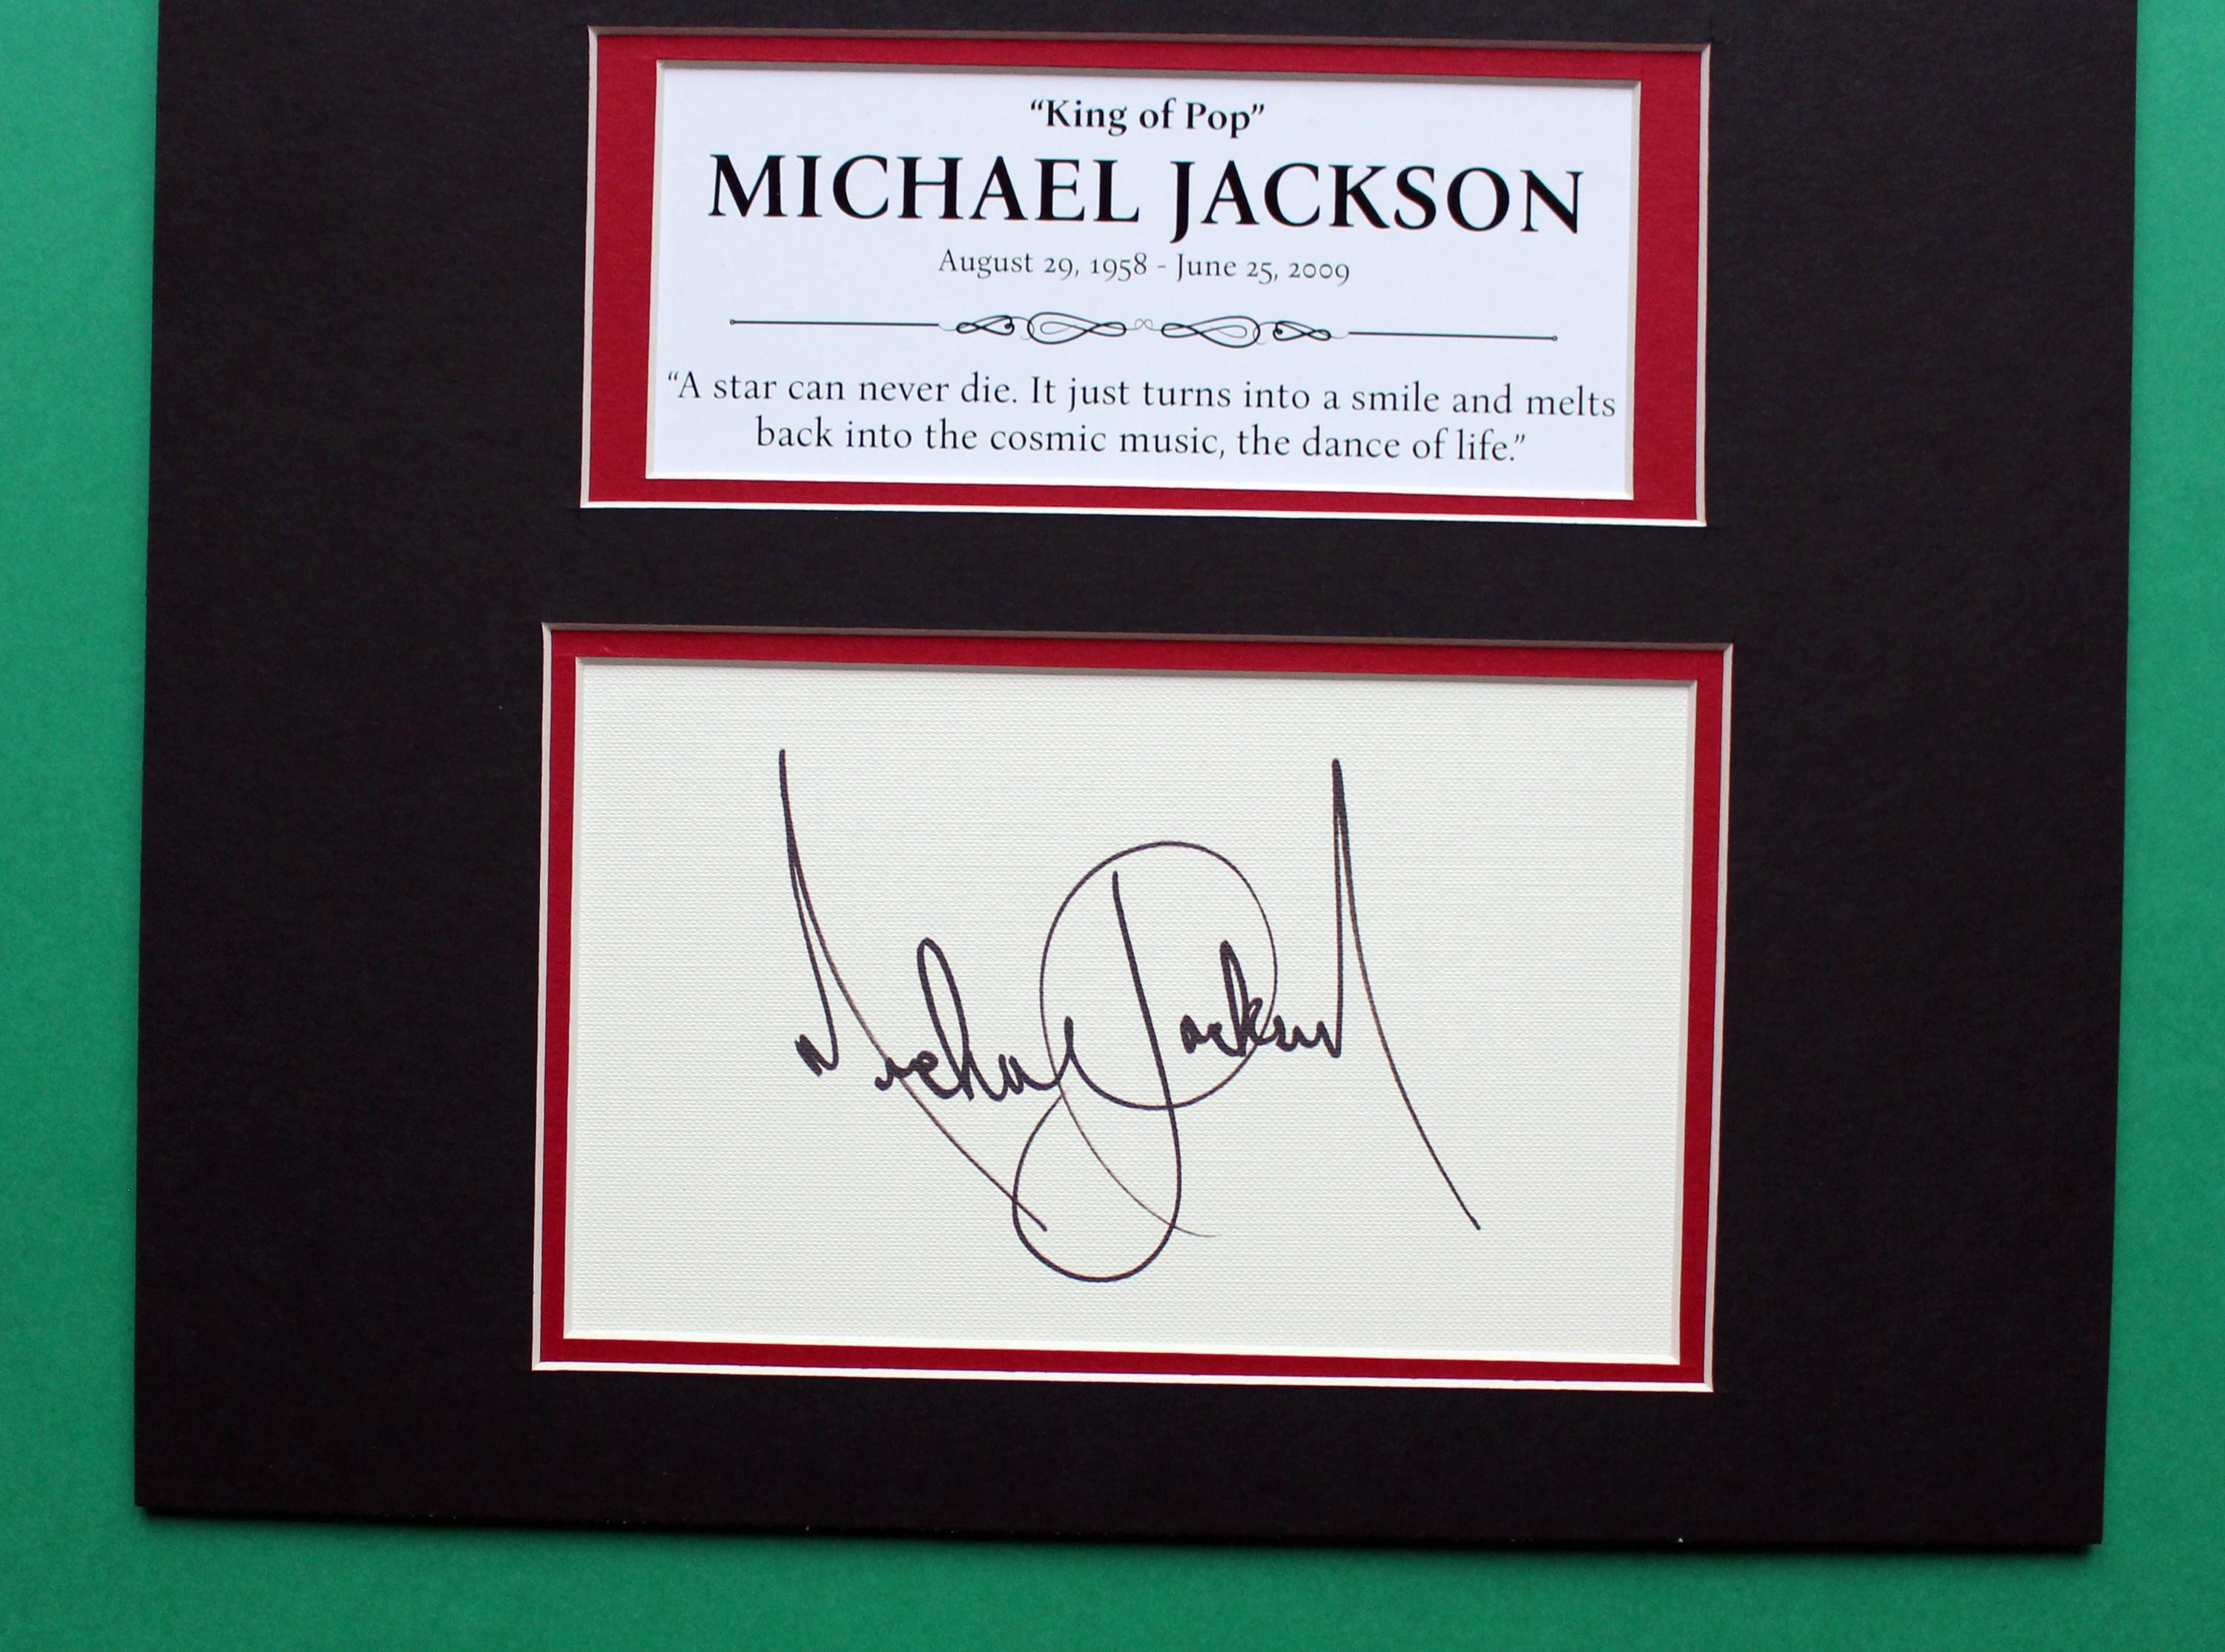 “King of Pop”
MICHAEL JACKSON
August 29, 1958 - June 25, 2009
“A star can never die. It just turns into a smile and melts
back into the cosmic music, the dance of life.”
Michael Jackson